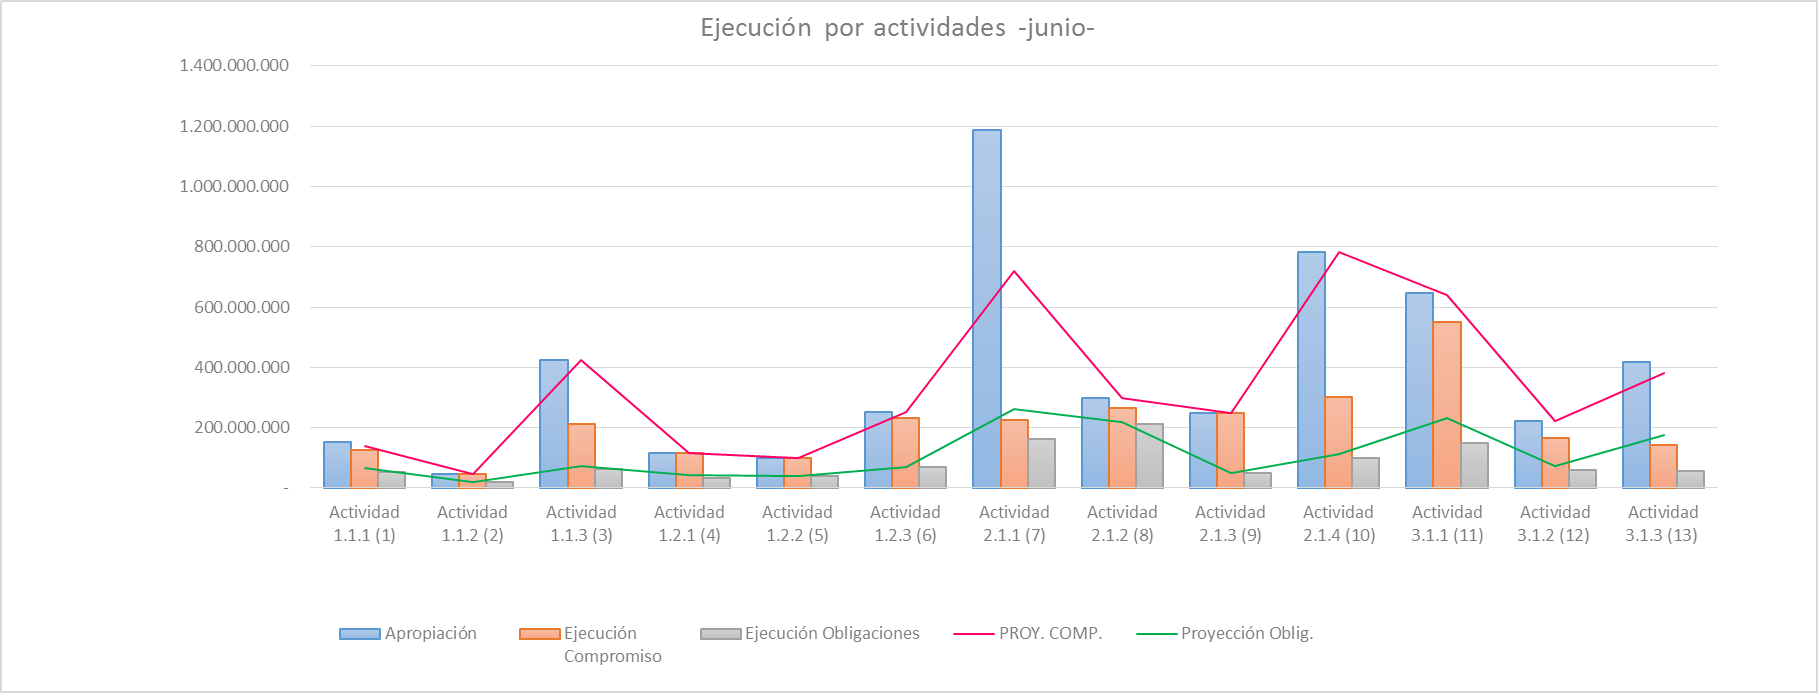 Ejecución por actividades -junio-
1.400.000.000
1.200.000.000
1.000.000.000
800.000.000
600.000.000
400.000.000
200.000.000
-
Actividad 1.1.1 (1)
Actividad 1.1.2 (2)
Actividad 1.1.3 (3)
Actividad 1.2.1 (4)
Actividad 1.2.2 (5)
Actividad 1.2.3 (6)
Actividad 2.1.1 (7)
Actividad 2.1.2 (8)
Actividad 2.1.3 (9)
Actividad 2.1.4 (10)
Actividad 3.1.1 (11)
Actividad 3.1.2 (12)
Actividad 3.1.3 (13)
Apropiación
Ejecución
Compromiso
Ejecución Obligaciones
PROY. COMP.
Proyección Oblig.